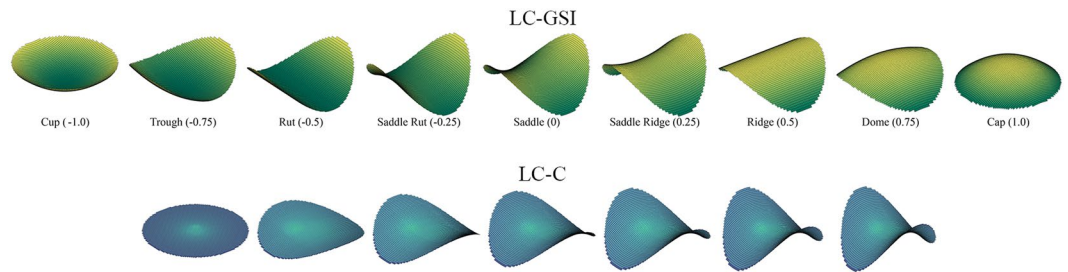 LC-GSI
Cup (-1.0) Trough (-0.75) Rut (-0.5) Saddle Rut (-0.25) Saddle (0) Saddle Ridge (0.25) Ridge (0.5) Dome (0.75) Cap (1.0)
LC-C